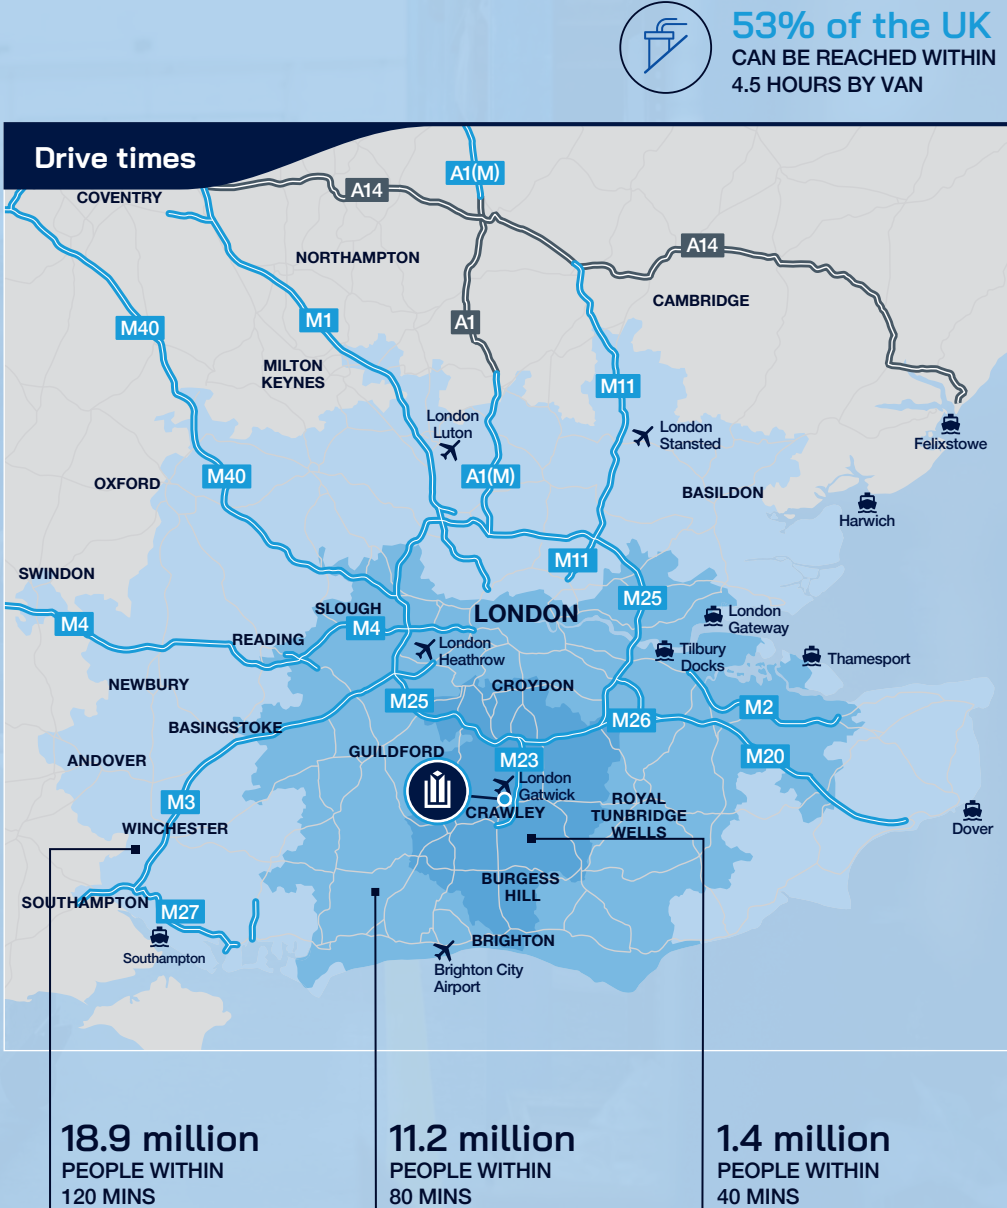 53% of the UK
CAN BE REACHED WITHIN
4.5 HOURS BY VAN
Drive times
COVENTRY
A14
A1(M)
NORTHAMPTON
A14
CAMBRIDGE
M40
M1
A1
MILTON
KEYNES
M11
London
Luton
London
Stansted
Felixstowe
OXFORD
M40
A1(M)
BASILDON
Harwich
SWINDON
M11
M25
SLOUGH
LONDON
London
Gateway
M4
M4
READING
London
Heathrow
Tilbury
Docks
Thamesport
NEWBURY
CROYDON
M25
M26
M2
BASINGSTOKE
GUILDFORD
M23
M20
ANDOVER
London
Gatwick
M3
CRAWLEY
ROYAL
TUNBRIDGE
WELLS
Dover
WINCHESTER
SOUTHAMPTON
M27
BURGESS
HILL
Southampton
BRIGHTON
Brighton City
Airport
18.9 million
PEOPLE WITHIN
120 MINS
11.2 million
PEOPLE WITHIN
80 MINS
1.4 million
PEOPLE WITHIN
40 MINS